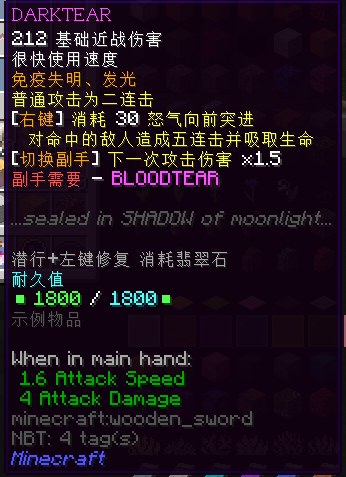 DARKTEAR
212 基础近战伤害
很快使用速度
免疫失明、发光
普通攻击为二连击
[右键] 消耗 30 怒气向前突进
对命中的敌人造成五连击并吸取生命
[切换副手] 下一次攻击伤害 x1.5
副手需要 - BLOODTEAR
...sealed in SHADOW of moonlight...
潜行+左键修复 消耗翡翠石
耐久值
■ 1800 / 1800 ■
示例物品
When in main hand:
1.6 Attack Speed
4 Attack Damage
minecraft:wooden_sword
NBT: 4 tag(s)
Minecraft